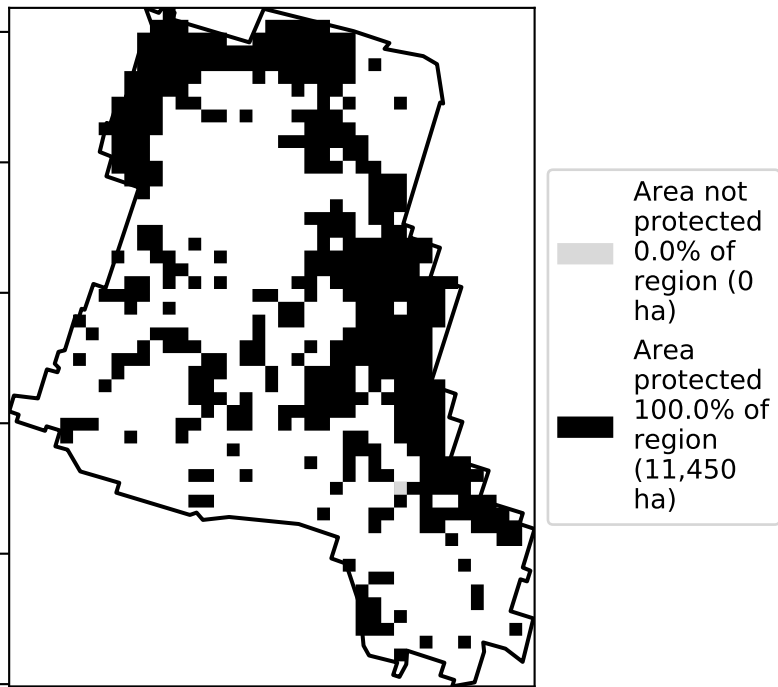 Area not
protected
0.0% of
region (0
ha)
Area
protected
100.0% of
region
(11,450
ha)